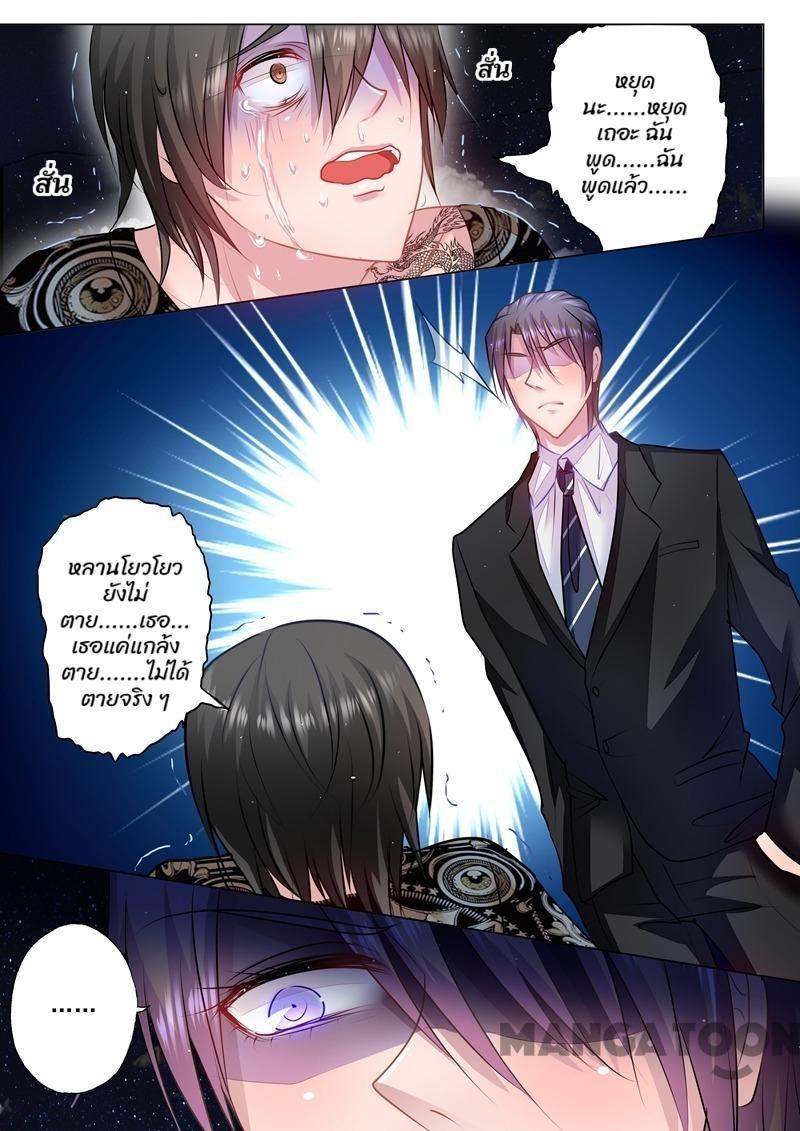 สั่น
หยุด
นะ......หยุด
เถอะ ฉัน
พูด......ฉัน
พูดแล้ว......
สั่น
หลานโยวโยว
ยังไม่
ตาย......เธอ...
เธอแค่แกล้ง
ตาย.......ไม่ได้
ตายจริง ๆ
......
MANGATOON